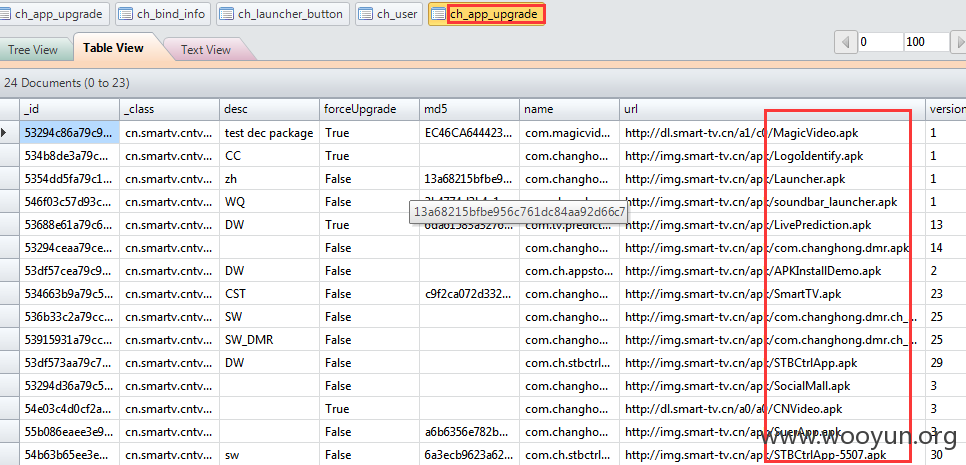 ch_app_upgrade ch_bind_info ch_launcher_button ch_user ch_app_upgrade
Tree View Table View Text View 0 100
24 Documents (0 to 23)
_id _class desc forceUpgrade md5 name url version
53294c86a79c9... cn.smartv.cntv... test dec package True EC46CA644423... com.magicvid... http://dl.smart-tv.cn/a1/c0/MagicVideo.apk 1
534b8de3a79c... cn.smartv.cntv... CC True com.changho... http://img.smart-tv.cn/apk/LogoIdentify.apk 1
5354dd5fa79c1... cn.smartv.cntv... zh False 13a68215bfbe9... com.changho... http://img.smart-tv.cn/apk/Launcher.apk 1
546f03c57d93c... cn.smartv.cntv... WQ False com.changho... http://img.smart-tv.cn/apk/soundbar_launcher.apk 1
13a68215bfbe956c761dc84aa92d66c7
53688e61a79c6... cn.smartv.cntv... DW True com.tv.predict... http://img.smart-tv.cn/apk/LivePrediction.apk 13
53294ceaa79ce... cn.smartv.cntv... False com.changho... http://img.smart-tv.cn/apk/com.changhong.dmr.apk 14
53df57cea79c9... cn.smartv.cntv... DW False com.ch.appsto... http://img.smart-tv.cn/apk/APKInstallDemo.apk 2
534663b9a79c5... cn.smartv.cntv... CST False c9f2ca072d332... com.changho... http://img.smart-tv.cn/apk/SmartTV.apk 23
536b33c2a79cc... cn.smartv.cntv... SW False com.changho... http://img.smart-tv.cn/apk/com.changhong.dmr.ch_... 25
53915931a79cc... cn.smartv.cntv... SW_DMR False com.changho... http://img.smart-tv.cn/apk/com.changhong.dmr.ch_... 25
53df573aa79c7... cn.smartv.cntv... DW False com.ch.stbctrl... http://img.smart-tv.cn/apk/STBCtrlApp.apk 29
53294d36a79c5... cn.smartv.cntv... False com.changho... http://img.smart-tv.cn/apk/SocialMall.apk 3
54e03c4d0cf2a... cn.smartv.cntv... True com.changho... http://dl.smart-tv.cn/a0/a0/CNVideo.apk 3
55b086eaee3e9... cn.smartv.cntv... False a6b6356e782b... com.changho... http://img.smart-tv.cn/apk/SuerApp.apk 3
www.wooyun.org
54b63b65ee3e... cn.smartv.cntv... sw False 6a3ecb9623a62... com.ch.stbctrl... http://img.smart-tv.cn/apk/STBCtrlApp-5507.apk 30